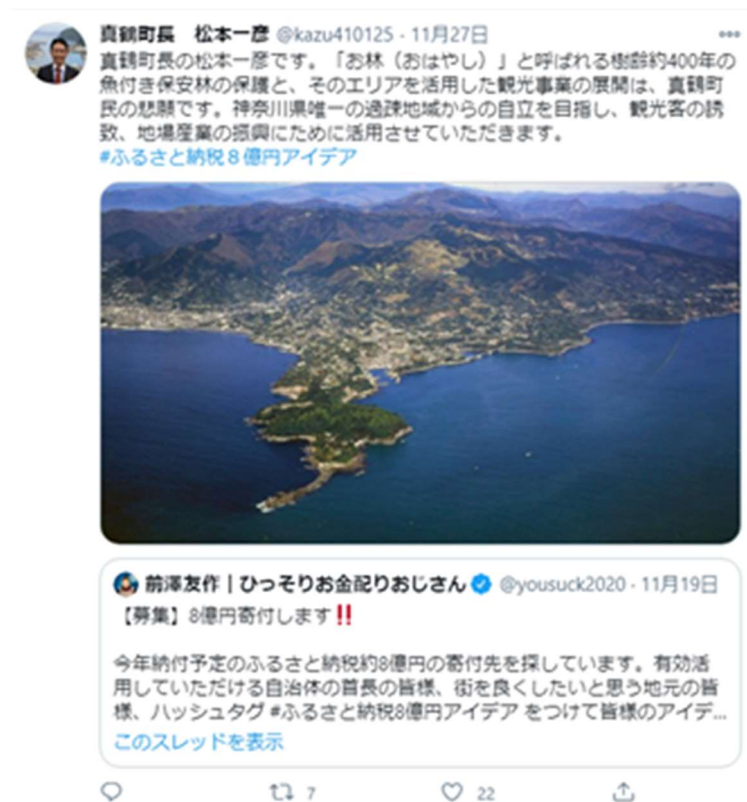 真鶴町長　松本一彦 @kazu410125 · 11月27日
真鶴町長の松本一彦です。「お林（おはやし）」と呼ばれる樹齢約400年の
魚付き保安林の保護と、そのエリアを活用した観光事業の展開は、真鶴町
民の悲願です。神奈川県唯一の過疎地域からの自立を目指し、観光客の誘
致、地場産業の振興にために活用させていただきます。
#ふるさと納税８億円アイデア
前澤友作┃ひっそりお金配りおじさん @yousuck2020 · 11月19日
【募集】8億円寄付します‼️
今年納付予定のふるさと納税約8億円の寄付先を探しています。有効活
用していただける自治体の首長の皆様、街を良くしたいと思う地元の皆
様、ハッシュタグ #ふるさと納税8億円アイデア をつけて皆様のアイデ...
このスレッドを表示
7 22